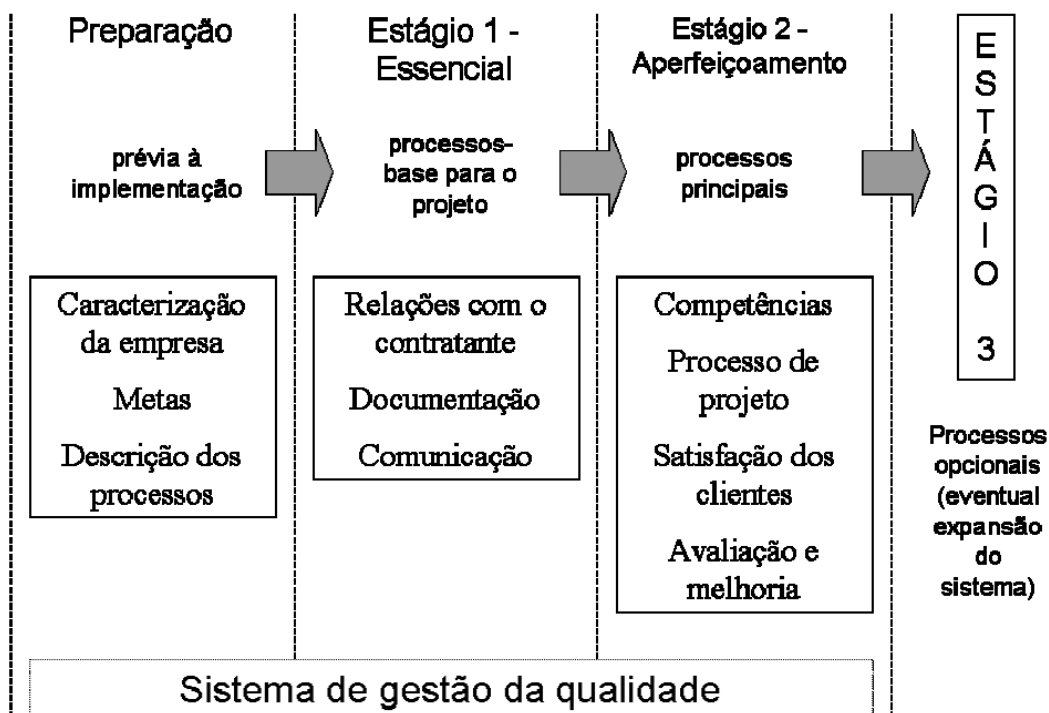 Preparação
prévia à
implementação
Caracterização
da empresa
Metas
Descrição dos
processos
Estágio 1 -
Essencial
processos-
base para o
projeto
Relações com o
contratante
Documentação
Comunicação
Estágio 2 -
Aperfeiçoamento
processos
principais
Competências
Processo de
projeto
Satisfação dos
clientes
Avaliação e
melhoria
E
S
T
Á
G
I
O
3
Processos
opcionais
(eventual
expansão
do
sistema)
Sistema de gestão da qualidade